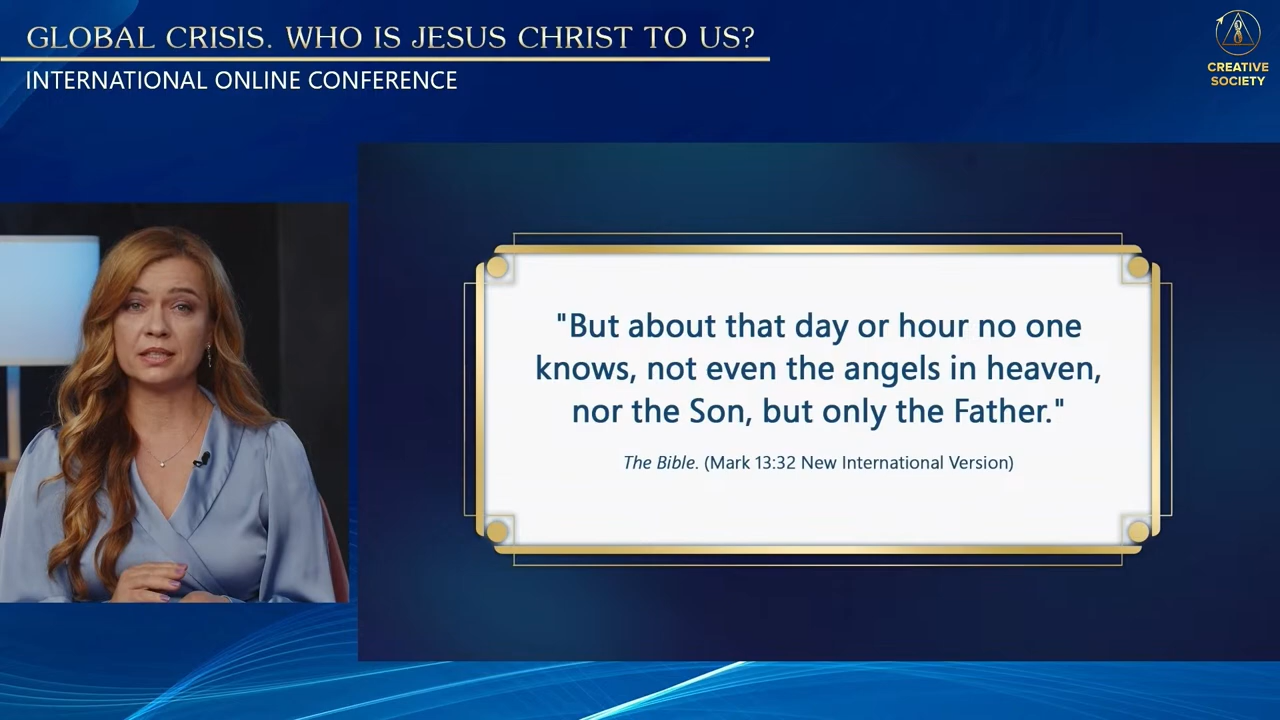 GLOBAL CRISIS. WHO IS JESUS CHRIST TO US?
INTERNATIONAL ONLINE CONFERENCE
CREATIVE
SOCIETY
"But about that day or hour no one
knows, not even the angels in heaven,
nor the Son, but only the Father."
The Bible. (Mark 13:32 New International Version)